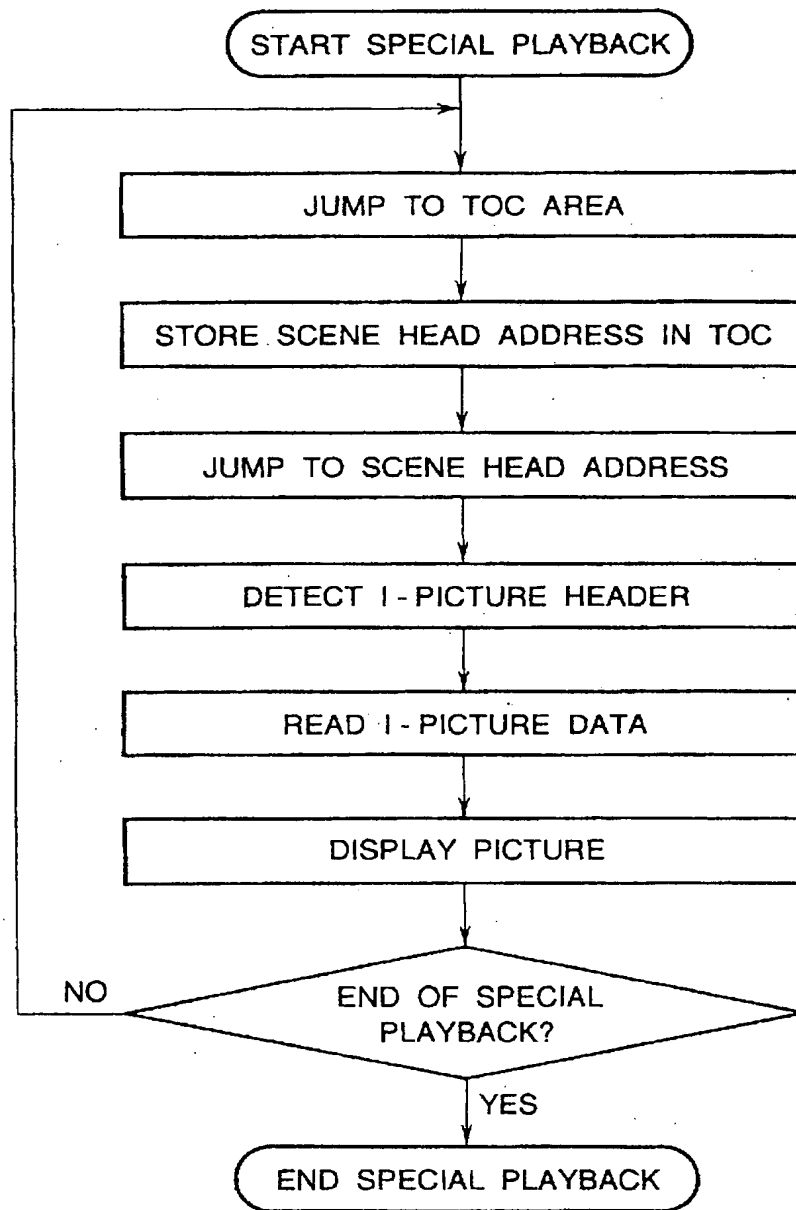 START SPECIAL PLAYBACK
JUMP TO TOC AREA
STORE SCENE HEAD ADDRESS IN TOC
JUMP TO SCENE HEAD ADDRESS
DETECT I-PICTURE HEADER
READ I-PICTURE DATA
DISPLAY PICTURE
NO
END OF SPECIAL
PLAYBACK?
YES
END SPECIAL PLAYBACK